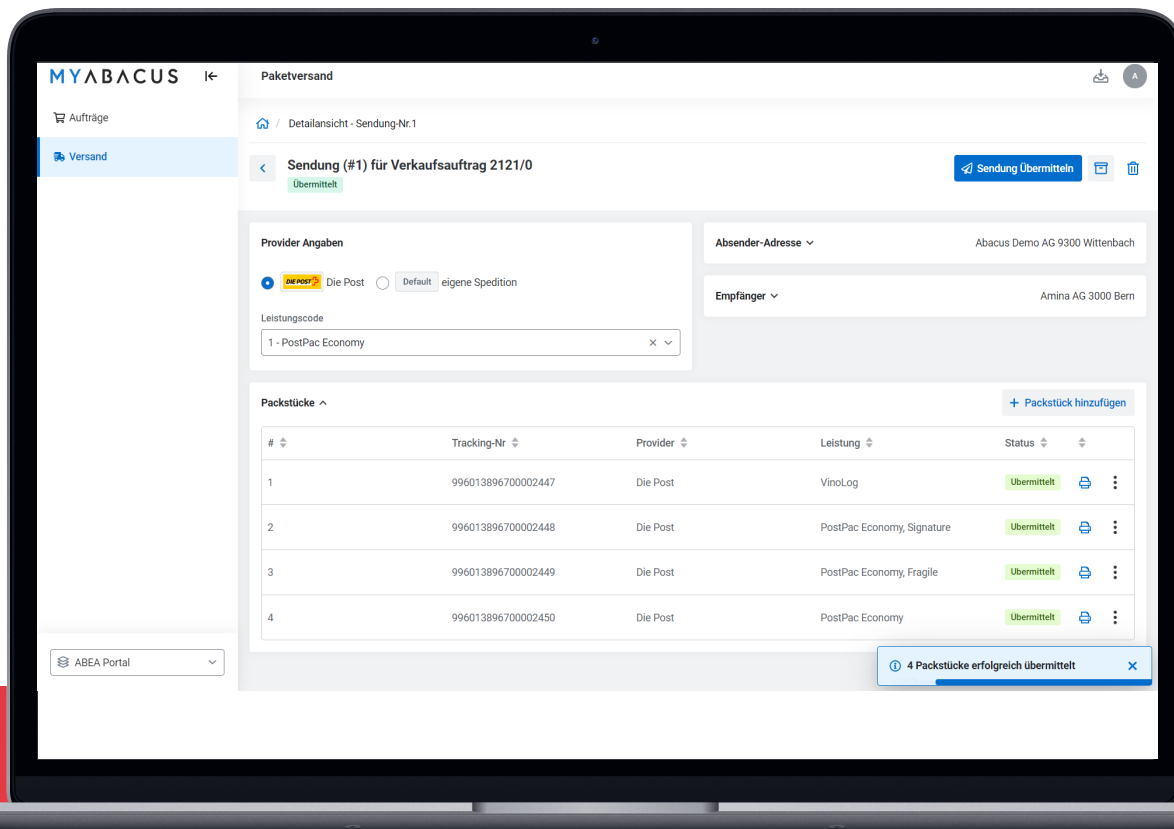 MYΛBΛCUS
Paketversand
A
Aufträge
Versand
Detailansicht - Sendung-Nr.1
Sendung (#1) für Verkaufsauftrag 2121/0
Übermittelt
Sendung Übermitteln
Provider Angaben
DIE POST Die Post Default eigene Spedition
Leistungscode
1 - PostPac Economy
Absender-Adresse Abacus Demo AG 9300 Wittenbach
Empfänger Amina AG 3000 Bern
Packstücke
+ Packstück hinzufügen
# Tracking-Nr Provider Leistung Status
1 996013896700002447 Die Post VinoLog Übermittelt
2 996013896700002448 Die Post PostPac Economy, Signature Übermittelt
3 996013896700002449 Die Post PostPac Economy, Fragile Übermittelt
4 996013896700002450 Die Post PostPac Economy Übermittelt
ABEA Portal
4 Packstücke erfolgreich übermittelt